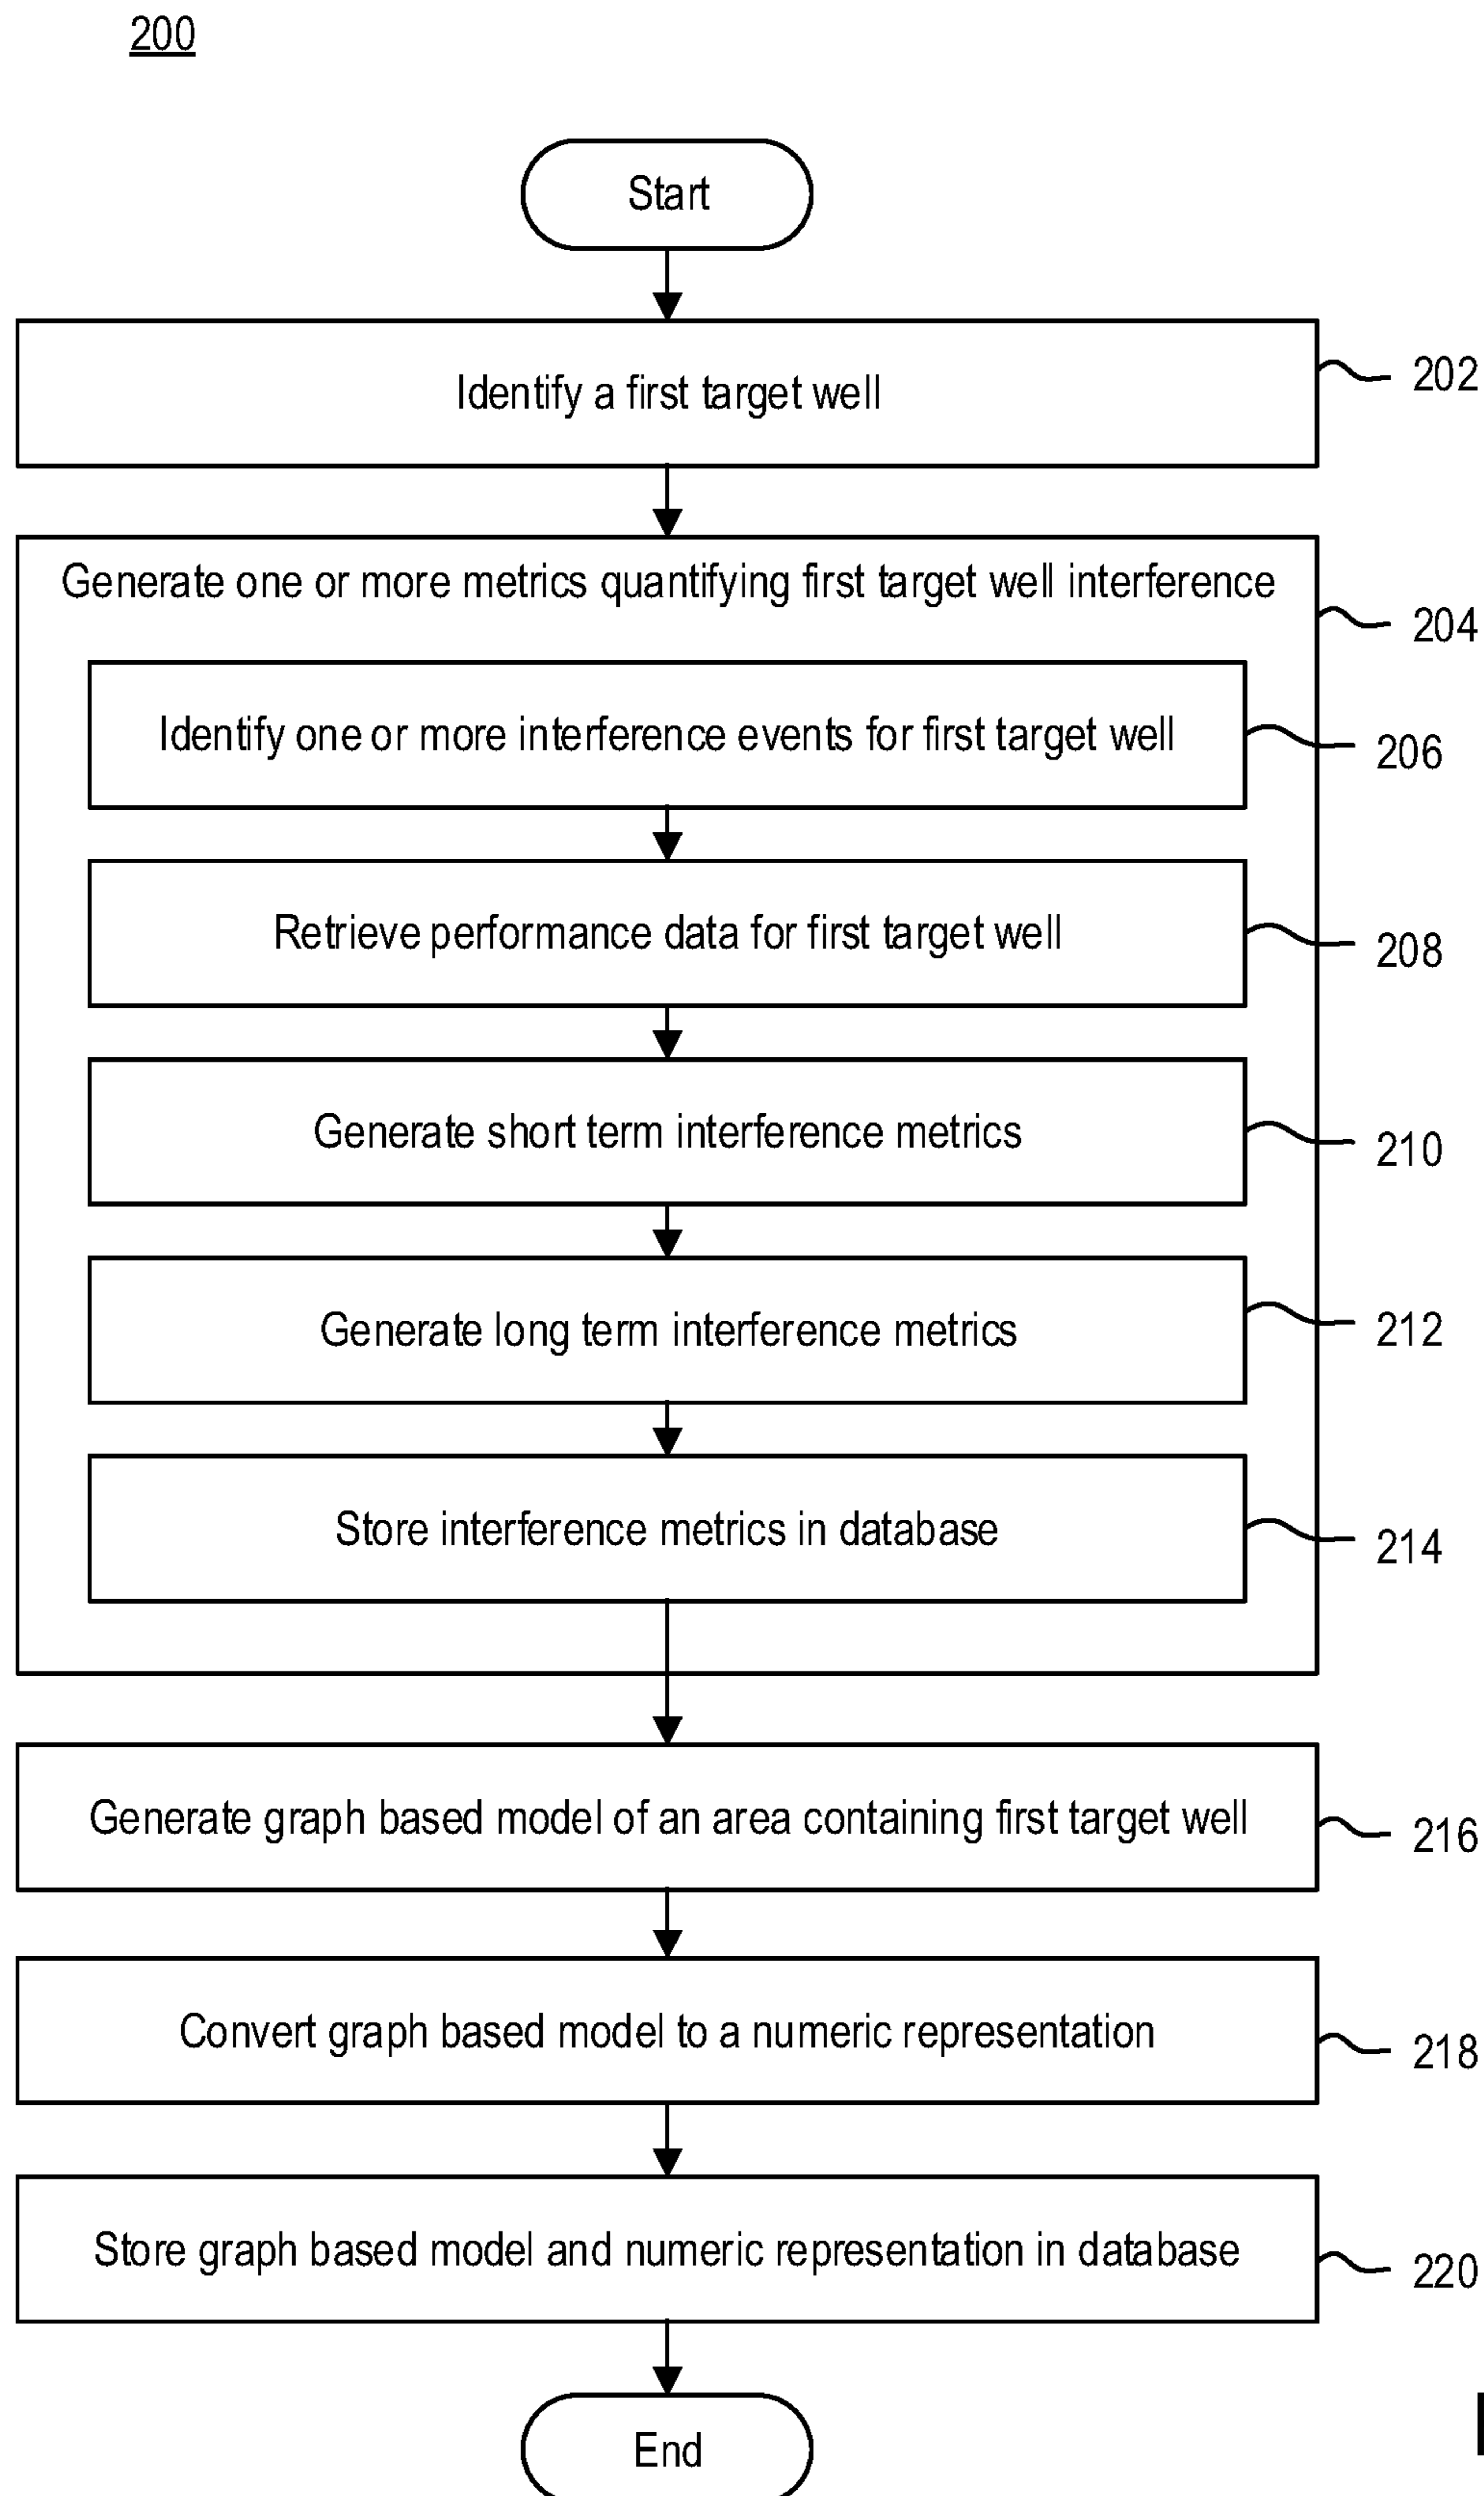 200
Start
Identify a first target well
202
Generate one or more metrics quantifying first target well interference
204
Identify one or more interference events for first target well
206
Retrieve performance data for first target well
208
Generate short term interference metrics
210
Generate long term interference metrics
212
Store interference metrics in database
214
Generate graph based model of an area containing first target well
216
Convert graph based model to a numeric representation
218
Store graph based model and numeric representation in database
220
End